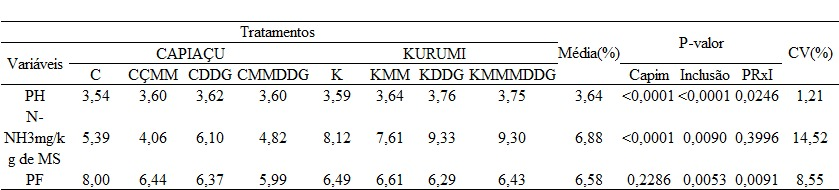 Tratamentos
Variáveis CAPIAÇU KURUMI Média(%) P-valor CV(%)
C CÇMM CDDG CMMDDG K KMM KDDG KMMMDDG Capim Inclusão PRxI
PH 3,54 3,60 3,62 3,60 3,59 3,64 3,76 3,75 3,64 <0,0001 <0,0001 0,0246 1,21
N-
NH3mg/k 5,39 4,06 6,10 4,82 8,12 7,61 9,33 9,30 6,88 <0,0001 0,0090 0,3996 14,52
g de MS
PF 8,00 6,44 6,37 5,99 6,49 6,61 6,29 6,43 6,58 0,2286 0,0053 0,0091 8,55